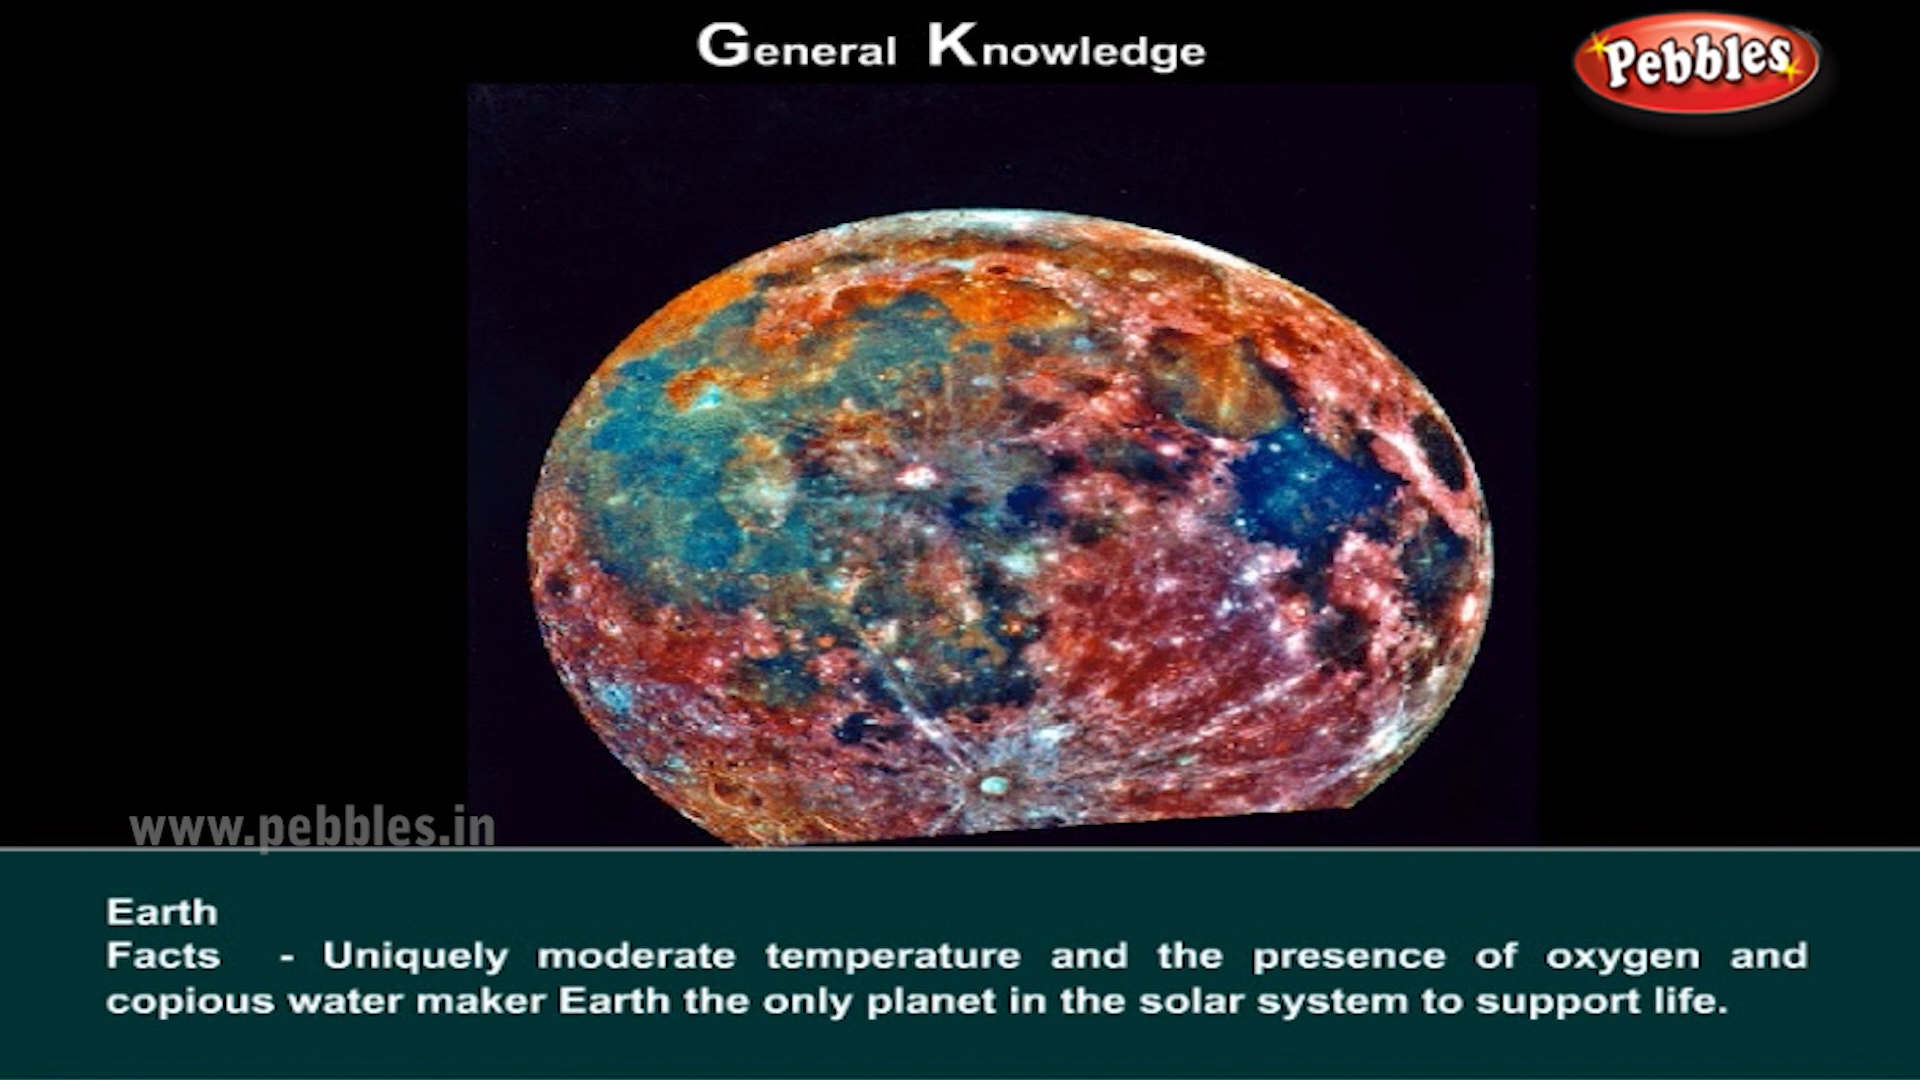 General Knowledge
Pebbles
www.pebbles.in
Earth
Facts - Uniquely moderate temperature and the presence of oxygen and
copious water maker Earth the only planet in the solar system to support life.